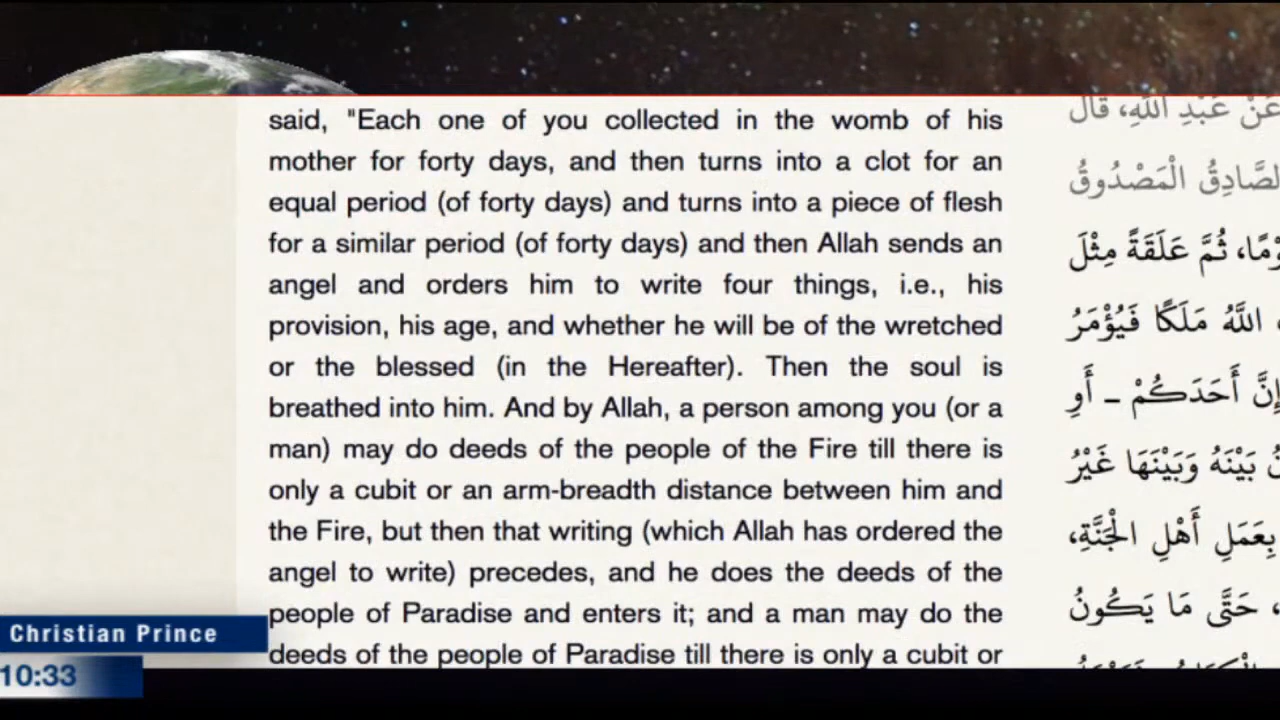 said, "Each one of you collected in the womb of his
mother for forty days, and then turns into a clot for an
equal period (of forty days) and turns into a piece of flesh
for a similar period (of forty days) and then Allah sends an
angel and orders him to write four things, i.e., his
provision, his age, and whether he will be of the wretched
or the blessed (in the Hereafter). Then the soul is
breathed into him. And by Allah, a person among you (or a
man) may do deeds of the people of the Fire till there is
only a cubit or an arm-breadth distance between him and
the Fire, but then that writing (which Allah has ordered the
angel to write) precedes, and he does the deeds of the
people of Paradise and enters it; and a man may do the
deeds of the people of Paradise till there is only a cubit or
عَنْ عَبْدِ اللَّهِ، قَالَ
الصَّادِقُ الْمَصْدُوقُ
ثُمَّ عَلَقَةً مِثْلَ
اللَّهُ مَلَكًا فَيُؤْمَرُ
إِنَّ أَحَدَكُمْ ـ أَوِ
بَيْنَهُ وَبَيْنَهَا غَيْرُ
بِعَمَلِ أَهْلِ الْجَنَّةِ،
حَتَّى مَا يَكُونُ
Christian Prince
10:33